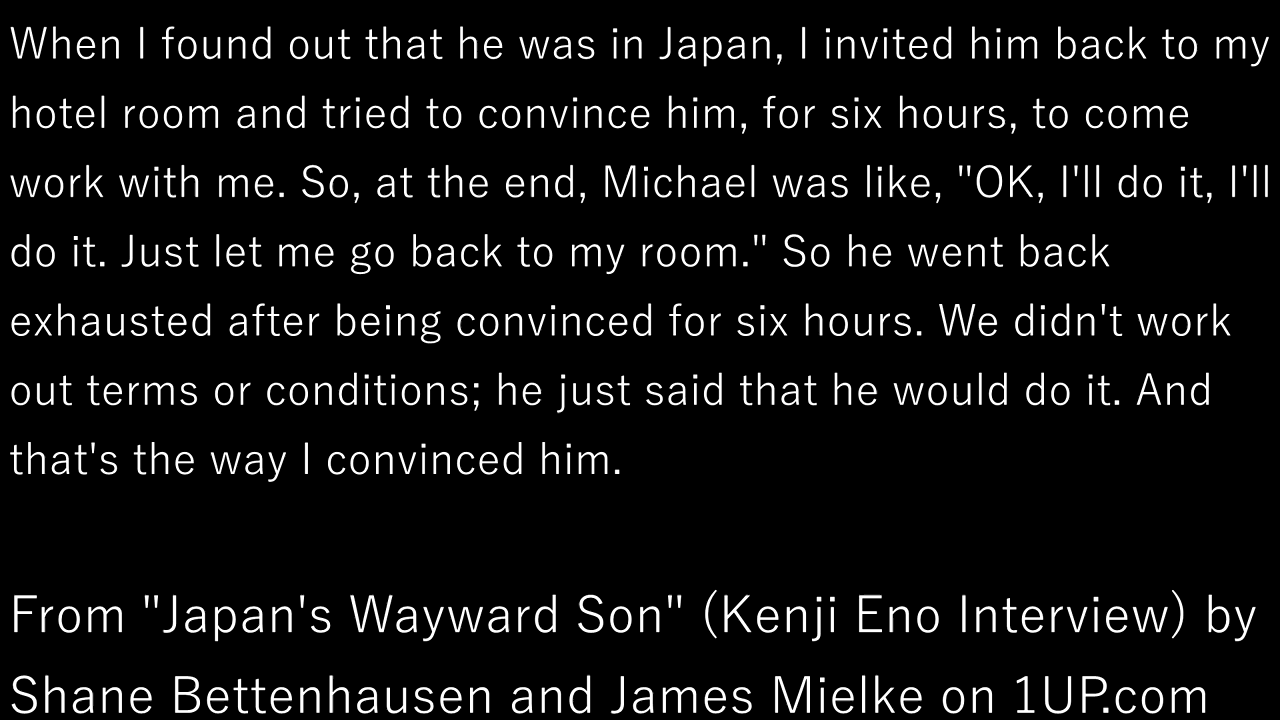 When I found out that he was in Japan, I invited him back to my
hotel room and tried to convince him, for six hours, to come
work with me. So, at the end, Michael was like, "OK, I'll do it, I'll
do it. Just let me go back to my room." So he went back
exhausted after being convinced for six hours. We didn't work
out terms or conditions; he just said that he would do it. And
that's the way I convinced him.
From "Japan's Wayward Son" (Kenji Eno Interview) by
Shane Bettenhausen and James Mielke on 1UP.com